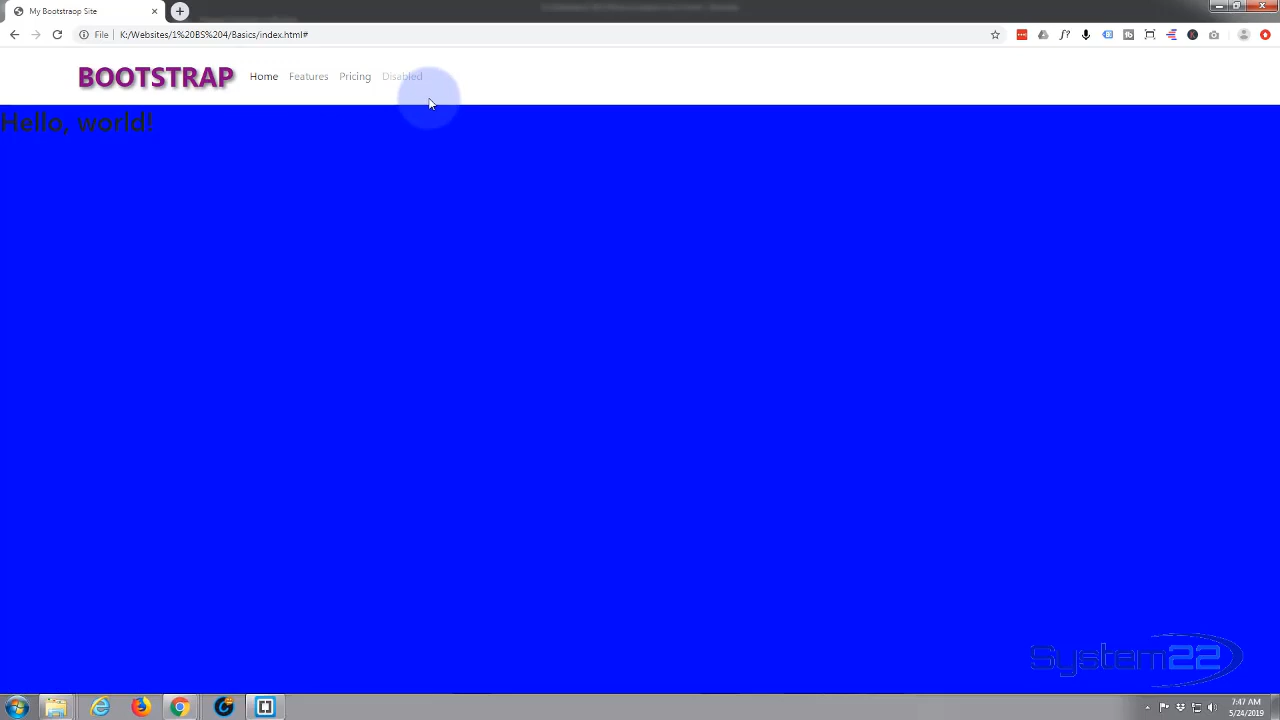 My Bootstrapp Site
File K:/Websites/1%20BS%204/Basics/index.html#
BOOTSTRAP Home Features Pricing Disabled
Hello, world!
System22
7:47 AM
5/24/2019